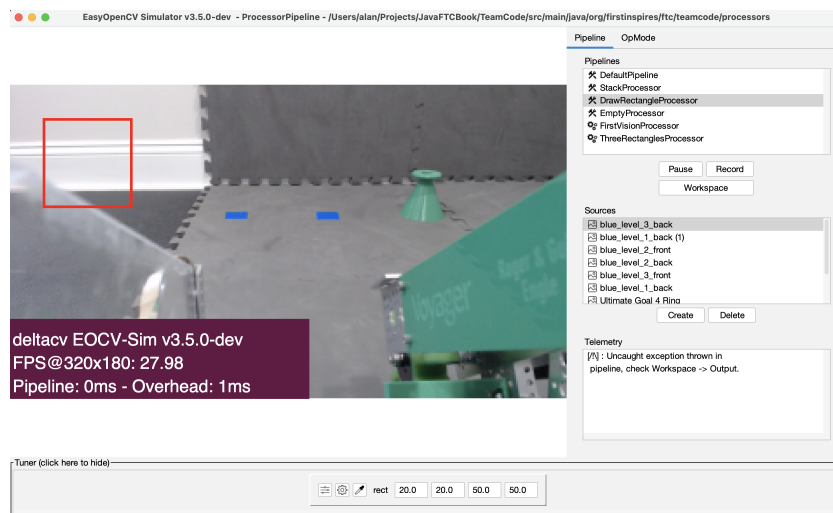 EasyOpenCV Simulator v3.5.0-dev - ProcessorPipeline - /Users/alan/Projects/JavaFTCBook/TeamCode/src/main/java/org/firstinspires/ftc/teamcode/processors
Pipeline OpMode
Pipelines
DefaultPipeline
StackProcessor
DrawRectangleProcessor
EmptyProcessor
FirstVisionProcessor
ThreeRectanglesProcessor
Pause Record
Workspace
Sources
blue_level_3_back
blue_level_1_back (1)
blue_level_2_front
blue_level_2_back
blue_level_3_front
blue_level_1_back
Ultimate Goal 4 Ring
Create Delete
Telemetry
[/!\] : Uncaught exception thrown in
pipeline, check Workspace -> Output.
Voyager
Roger & G
Eagle
deltacv EOCV-Sim v3.5.0-dev
FPS@320x180: 27.98
Pipeline: 0ms - Overhead: 1ms
Tuner (click here to hide)
rect 20.0 20.0 50.0 50.0